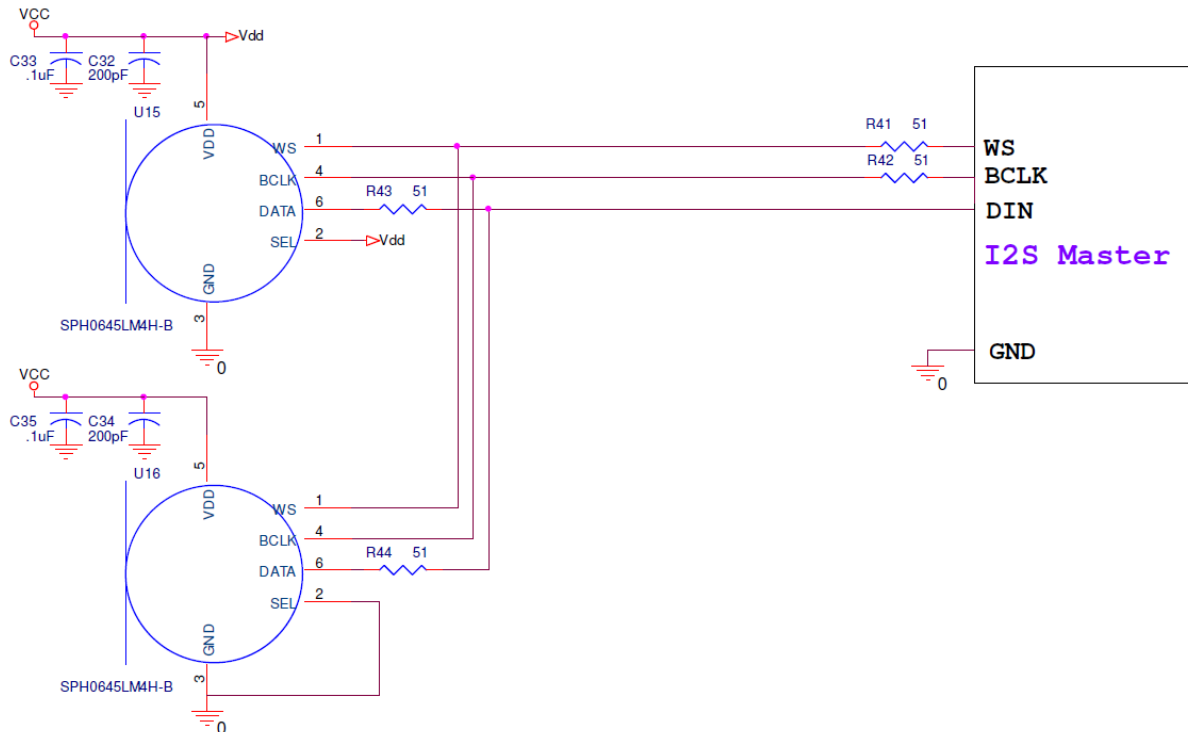 VCC
Vdd
C33
.1uF
C32
200pF
U15
5
VDD
WS
1
BCLK
4
DATA
6
SEL
2
Vdd
GND
3
SPH0645LM4H-B
0
R43 51
R41 51
R42 51
WS
BCLK
DIN
I2S Master
GND
0
VCC
C35
.1uF
C34
200pF
U16
5
VDD
WS
1
BCLK
4
DATA
6
SEL
2
R44 51
GND
3
SPH0645LM4H-B
0